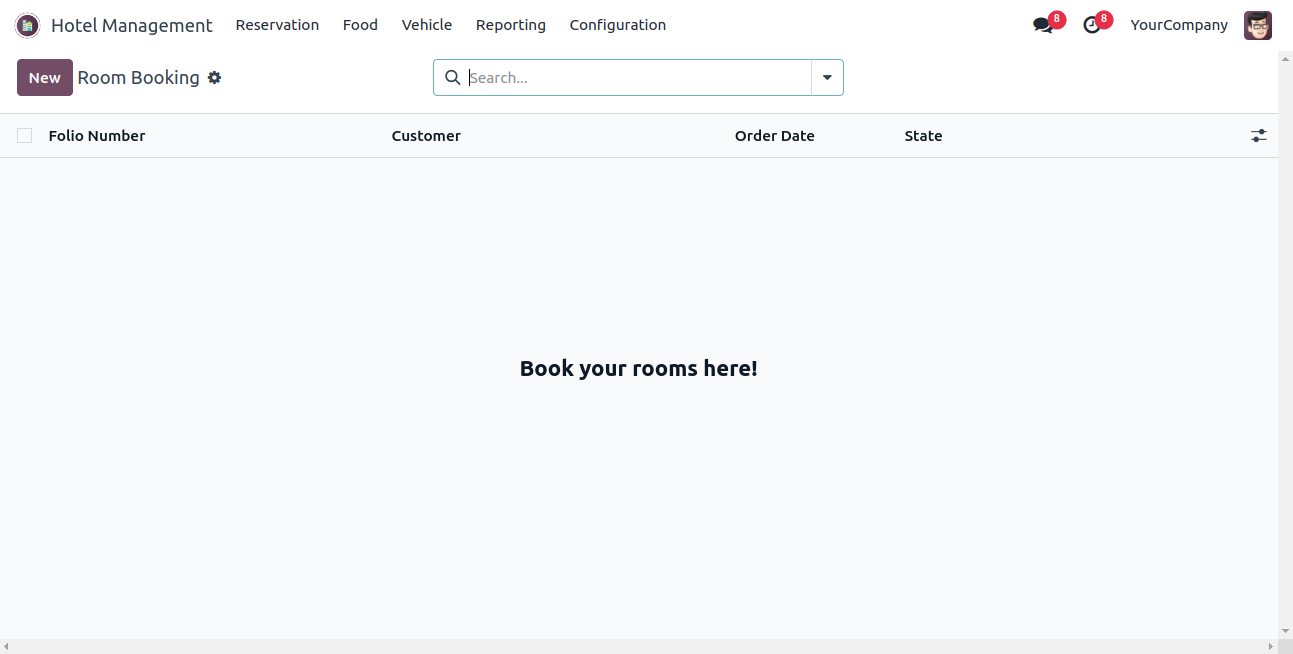 Hotel Management Reservation Food Vehicle Reporting Configuration 8 8 YourCompany
New Room Booking Search...
Folio Number Customer Order Date State
Book your rooms here!